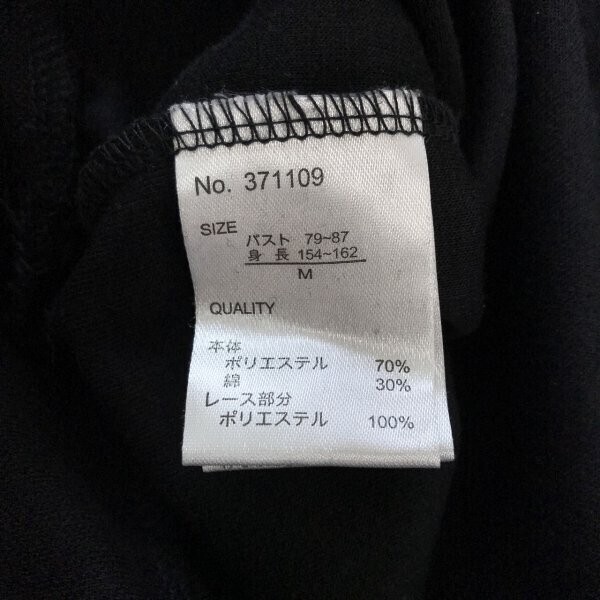 No. 371109
SIZE
バスト 79~87
身長 154~162
M
QUALITY
本体
ポリエステル 70%
綿 30%
レース部分
ポリエステル 100%